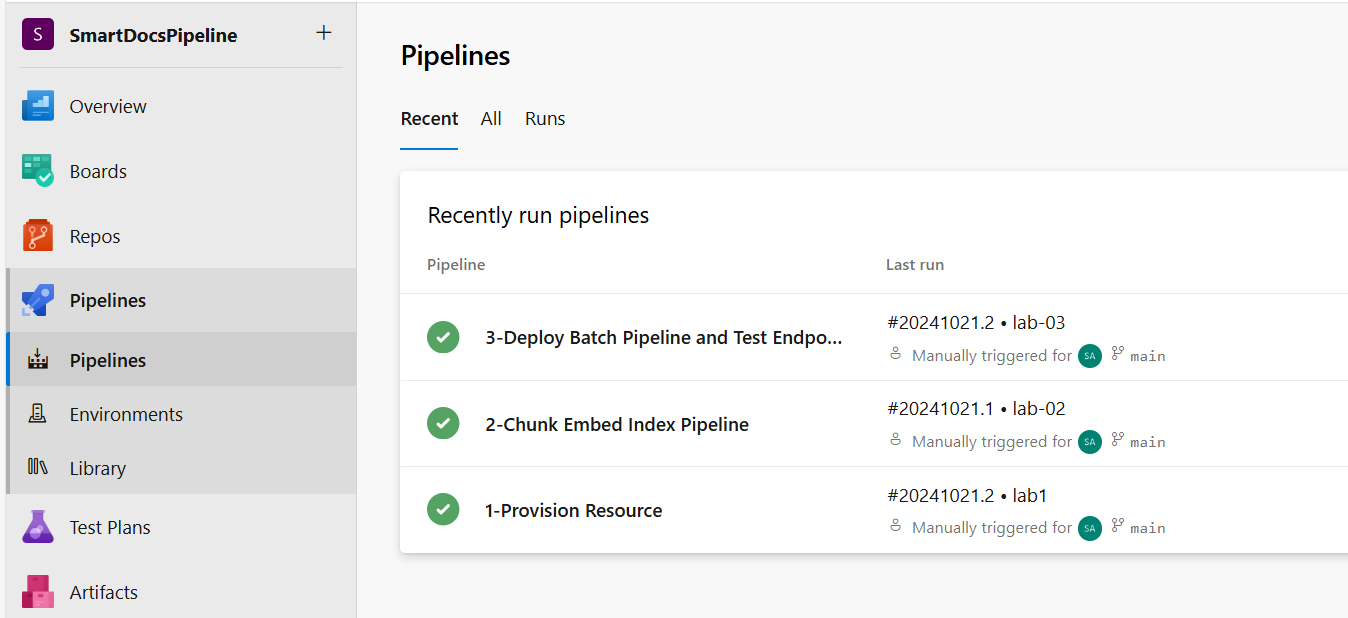 S SmartDocsPipeline +
Overview
Boards
Repos
Pipelines
Pipelines
Environments
Library
Test Plans
Artifacts
Pipelines
Recent All Runs
Recently run pipelines
Pipeline Last run
3-Deploy Batch Pipeline and Test Endpo... #20241021.2 • lab-03
Manually triggered for SA main
2-Chunk Embed Index Pipeline #20241021.1 • lab-02
Manually triggered for SA main
1-Provision Resource #20241021.2 • lab1
Manually triggered for SA main